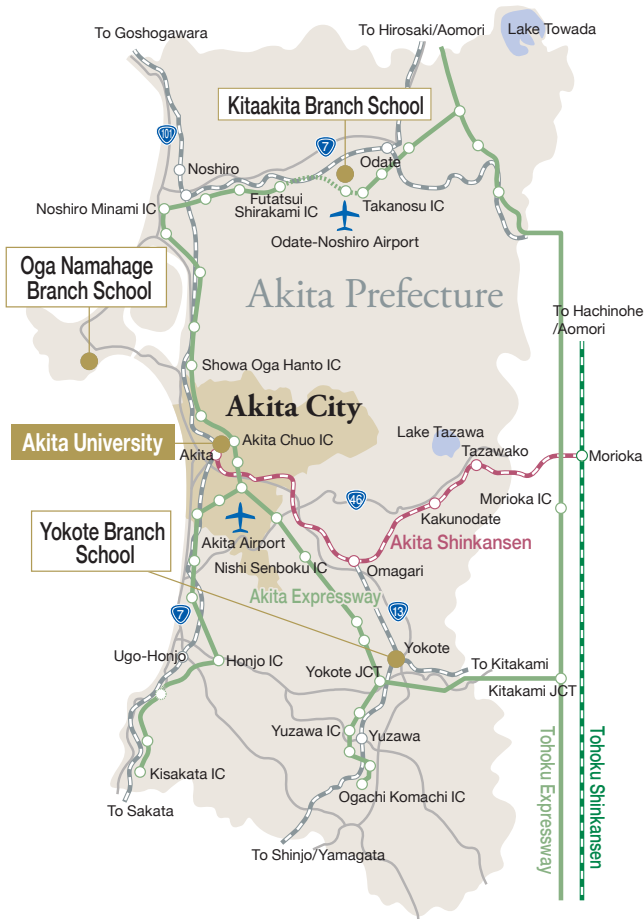 To Goshogawara
To Hirosaki/Aomori
Lake Towada
Kitaakita Branch School
101
7
Noshiro
Odate
Noshiro Minami IC
Futatsui
Shirakami IC
Takanosu IC
Odate-Noshiro Airport
Oga Namahage
Branch School
Akita Prefecture
To Hachinohe
/Aomori
Showa Oga Hanto IC
Akita City
Akita University
Akita Chuo IC
Akita
Lake Tazawa
Tazawako
Morioka
46
Morioka IC
Kakunodate
Yokote Branch
School
Akita Airport
Akita Shinkansen
Nishi Senboku IC
Omagari
Akita Expressway
7
13
Ugo-Honjo
Honjo IC
Yokote
Yokote JCT
To Kitakami
Kitakami JCT
Yuzawa IC
Yuzawa
Kisakata IC
Ogachi Komachi IC
To Sakata
To Shinjo/Yamagata
Tohoku Expressway
Tohoku Shinkansen